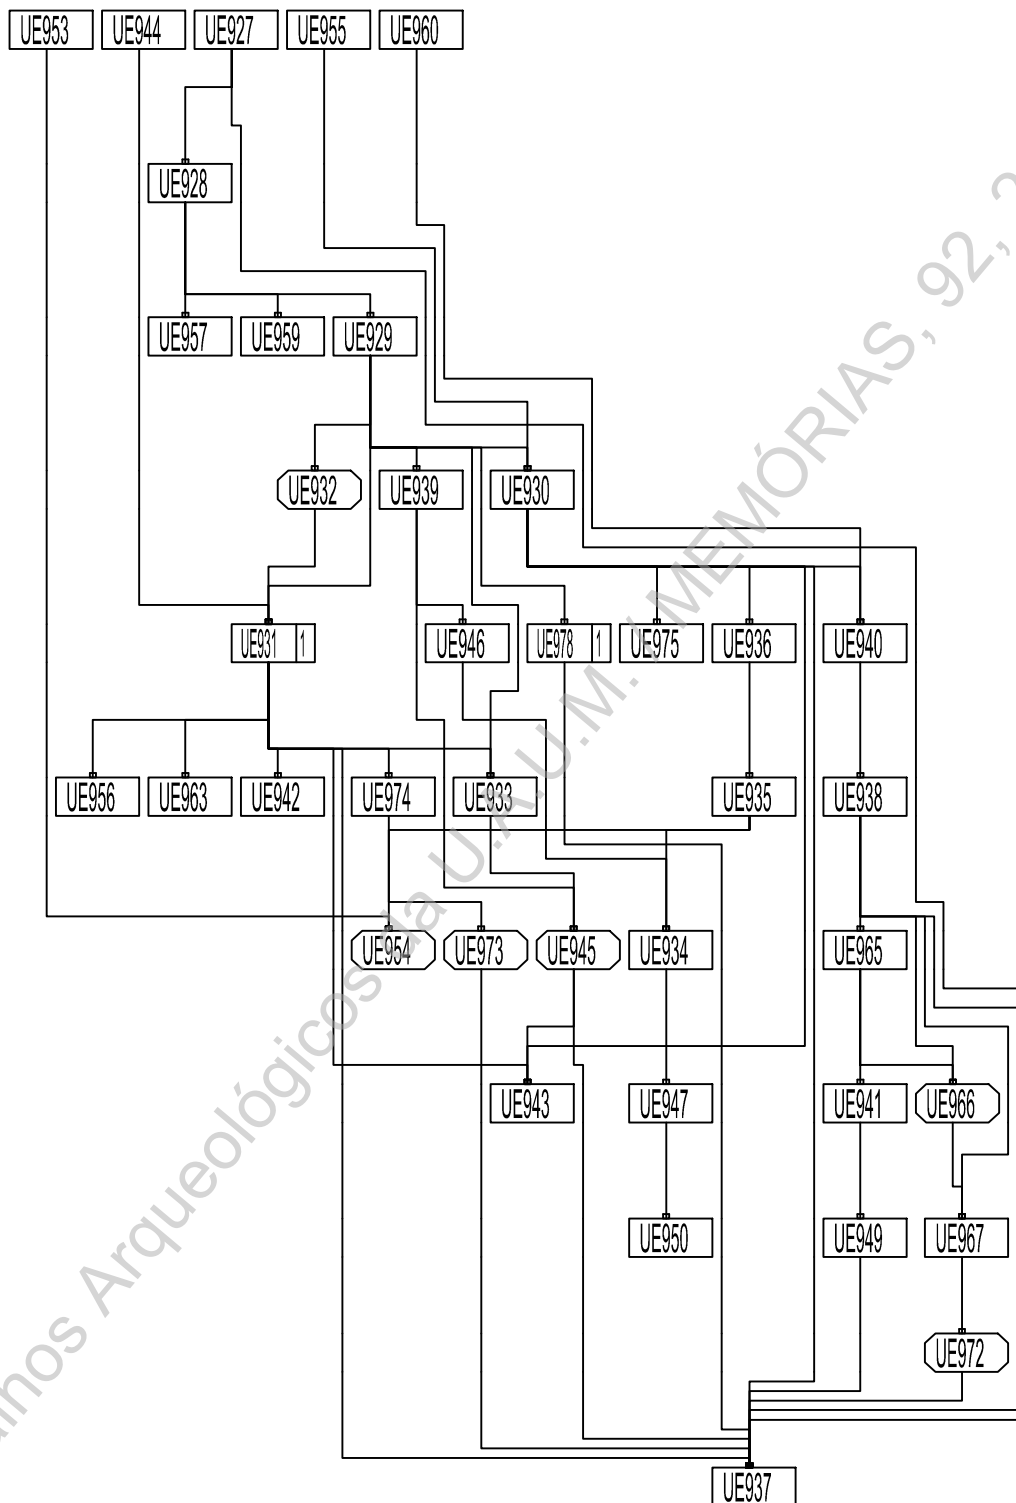 UE953 UE944 UE927 UE955 UE960
UE928
UE957 UE959 UE929
UE932 UE939 UE930
UE931 1 UE946 UE978 1 UE975 UE936 UE940
UE956 UE963 UE942 UE974 UE933 UE935 UE938
UE954 UE973 UE945 UE934 UE965
UE943 UE947 UE941 UE966
UE950 UE949 UE967
UE972
UE937
Arqueológicos da U.A.U.M. / MEMÓRIAS, 92,